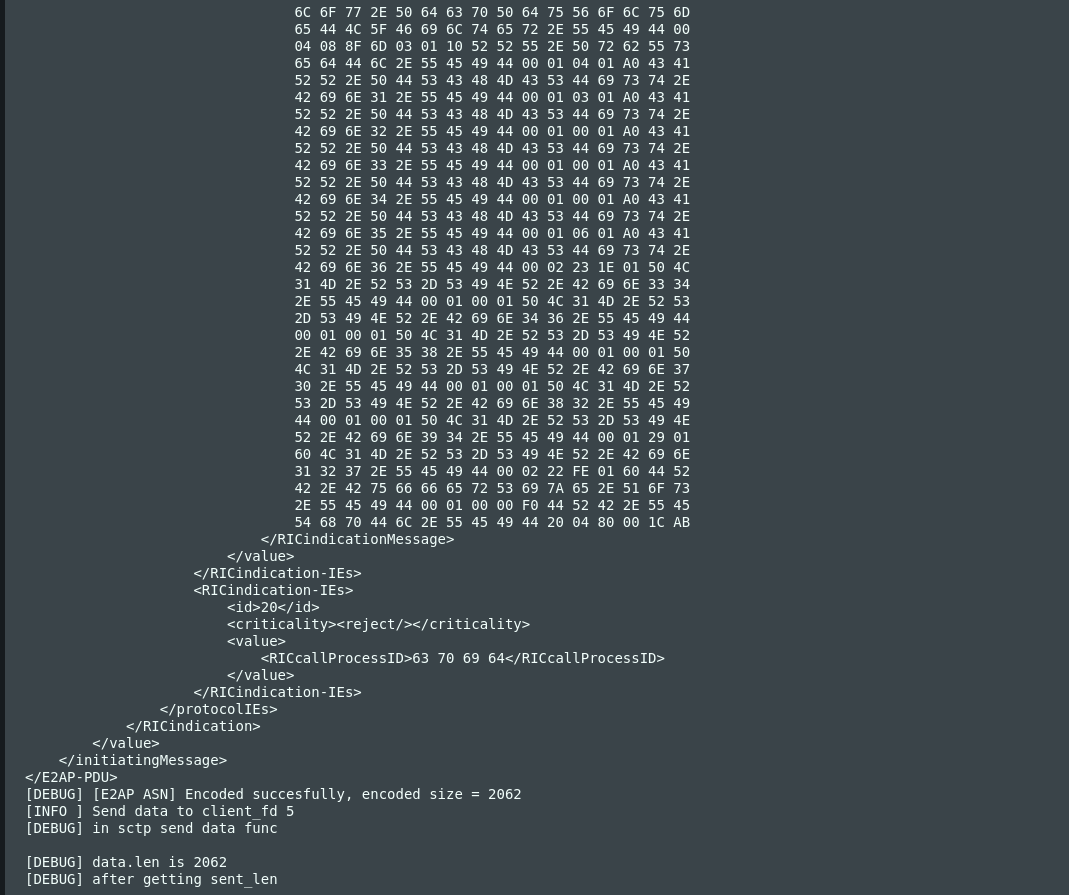 6C 6F 77 2E 50 64 63 70 50 64 75 56 6F 6C 75 6D
65 44 4C 5F 46 69 6C 74 65 72 2E 55 45 49 44 00
04 08 8F 6D 03 01 10 52 52 55 2E 50 72 62 55 73
65 64 44 6C 2E 55 45 49 44 00 01 04 01 A0 43 41
52 52 2E 50 44 53 43 48 4D 43 53 44 69 73 74 2E
42 69 6E 31 2E 55 45 49 44 00 01 03 01 A0 43 41
52 52 2E 50 44 53 43 48 4D 43 53 44 69 73 74 2E
42 69 6E 32 2E 55 45 49 44 00 01 00 01 A0 43 41
52 52 2E 50 44 53 43 48 4D 43 53 44 69 73 74 2E
42 69 6E 33 2E 55 45 49 44 00 01 00 01 A0 43 41
52 52 2E 50 44 53 43 48 4D 43 53 44 69 73 74 2E
42 69 6E 34 2E 55 45 49 44 00 01 00 01 A0 43 41
52 52 2E 50 44 53 43 48 4D 43 53 44 69 73 74 2E
42 69 6E 35 2E 55 45 49 44 00 01 06 01 A0 43 41
52 52 2E 50 44 53 43 48 4D 43 53 44 69 73 74 2E
42 69 6E 36 2E 55 45 49 44 00 02 23 1E 01 50 4C
31 4D 2E 52 53 2D 53 49 4E 52 2E 42 69 6E 33 34
2E 55 45 49 44 00 01 00 01 50 4C 31 4D 2E 52 53
2D 53 49 4E 52 2E 42 69 6E 34 36 2E 55 45 49 44
00 01 00 01 50 4C 31 4D 2E 52 53 2D 53 49 4E 52
2E 42 69 6E 35 38 2E 55 45 49 44 00 01 00 01 50
4C 31 4D 2E 52 53 2D 53 49 4E 52 2E 42 69 6E 37
30 2E 55 45 49 44 00 01 00 01 50 4C 31 4D 2E 52
53 2D 53 49 4E 52 2E 42 69 6E 38 32 2E 55 45 49
44 00 01 00 01 50 4C 31 4D 2E 52 53 2D 53 49 4E
52 2E 42 69 6E 39 34 2E 55 45 49 44 00 01 29 01
60 4C 31 4D 2E 52 53 2D 53 49 4E 52 2E 42 69 6E
31 32 37 2E 55 45 49 44 00 02 22 FE 01 60 44 52
42 2E 42 75 66 66 65 72 53 69 7A 65 2E 51 6F 73
2E 55 45 49 44 00 01 00 00 F0 44 52 42 2E 55 45
54 68 70 44 6C 2E 55 45 49 44 20 04 80 00 1C AB
</RICindicationMessage>
</value>
</RICindication-IEs>
<RICindication-IEs>
<id>20</id>
<criticality><reject/></criticality>
<value>
<RICcallProcessID>63 70 69 64</RICcallProcessID>
</value>
</RICindication-IEs>
</protocolIEs>
</RICindication>
</value>
</initiatingMessage>
</E2AP-PDU>
[DEBUG] [E2AP ASN] Encoded succesfully, encoded size = 2062
[INFO ] Send data to client_fd 5
[DEBUG] in sctp send data func
[DEBUG] data.len is 2062
[DEBUG] after getting sent_len